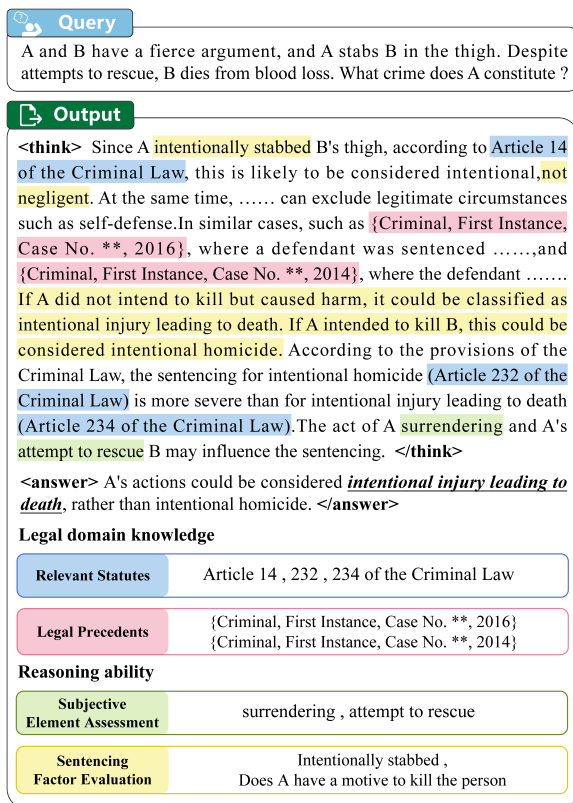 Query
A and B have a fierce argument, and A stabs B in the thigh. Despite
attempts to rescue, B dies from blood loss. What crime does A constitute ?
Output
<think> Since A intentionally stabbed B's thigh, according to Article 14
of the Criminal Law, this is likely to be considered intentional,not
negligent. At the same time, …… can exclude legitimate circumstances
such as self-defense.In similar cases, such as {Criminal, First Instance,
Case No. **, 2016}, where a defendant was sentenced ……,and
{Criminal, First Instance, Case No. **, 2014}, where the defendant …….
If A did not intend to kill but caused harm, it could be classified as
intentional injury leading to death. If A intended to kill B, this could be
considered intentional homicide. According to the provisions of the
Criminal Law, the sentencing for intentional homicide (Article 232 of the
Criminal Law) is more severe than for intentional injury leading to death
(Article 234 of the Criminal Law).The act of A surrendering and A's
attempt to rescue B may influence the sentencing. </think>
<answer> A's actions could be considered intentional injury leading to
death, rather than intentional homicide. </answer>
Legal domain knowledge
Relevant Statutes
Article 14 , 232 , 234 of the Criminal Law
Legal Precedents
{Criminal, First Instance, Case No. **, 2016}
{Criminal, First Instance, Case No. **, 2014}
Reasoning ability
Subjective
Element Assessment
surrendering , attempt to rescue
Sentencing
Factor Evaluation
Intentionally stabbed ,
Does A have a motive to kill the person